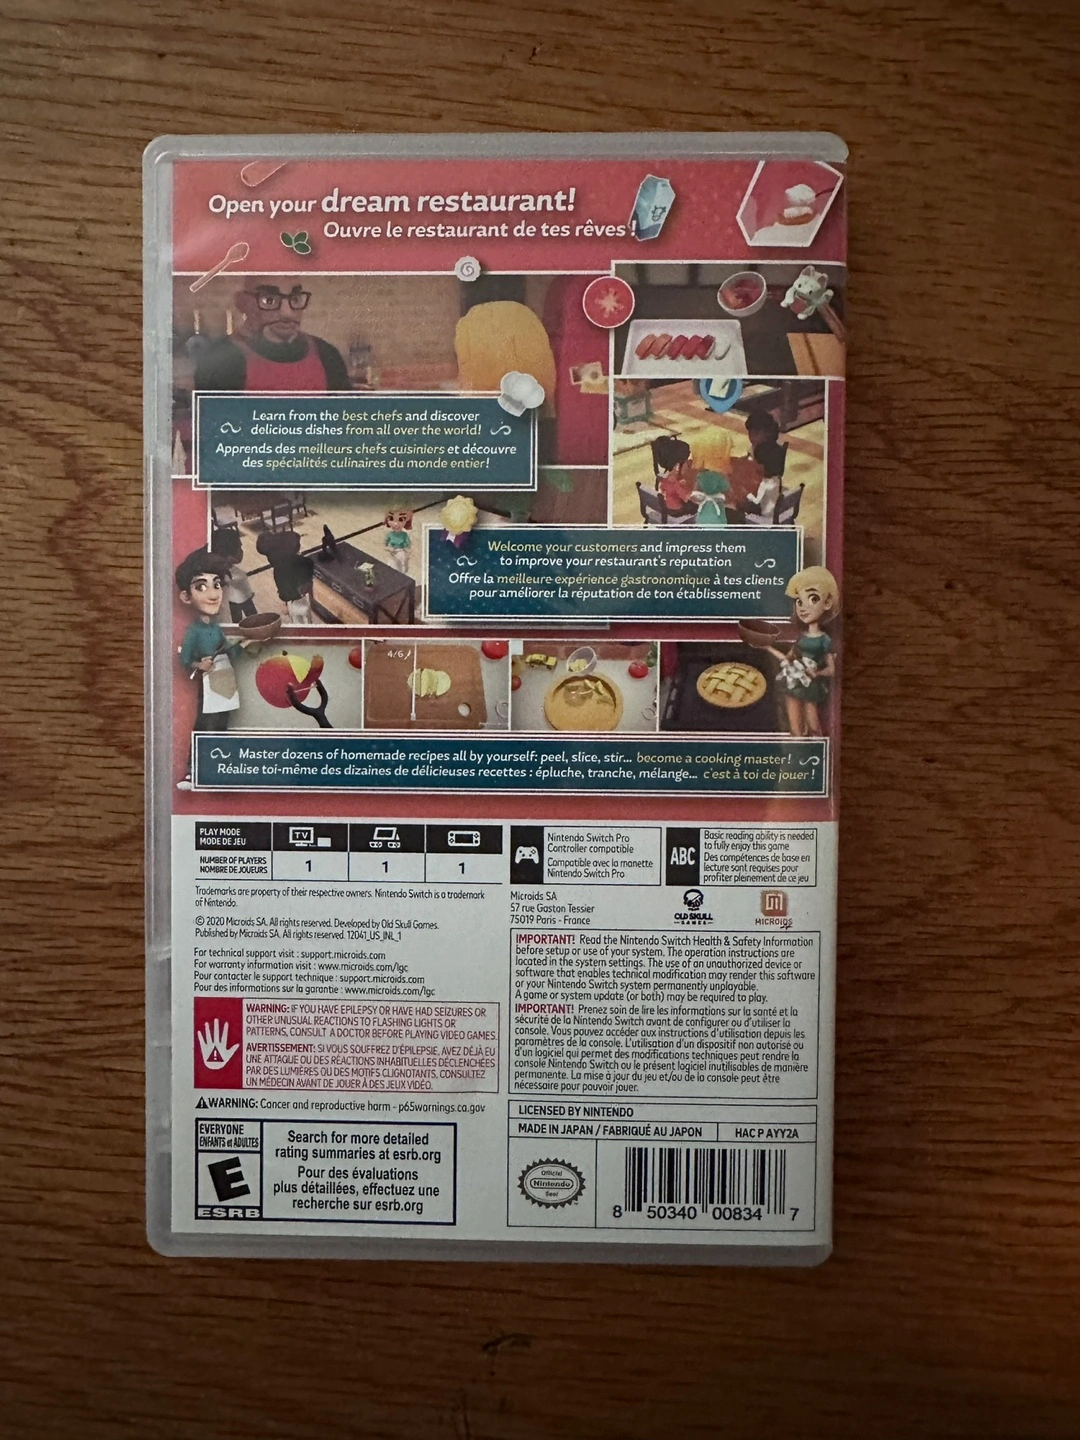 Open your dream restaurant!
Ouvre le restaurant de tes rêves!
Learn from the best chefs and discover
delicious dishes from all over the world!
Apprends des meilleurs chefs cuisiniers et découvre
des spécialités culinaires du monde entier!
Welcome your customers and impress them
to improve your restaurant's reputation
Offre la meilleure expérience gastronomique à tes clients
pour améliorer la réputation de ton établissement
4/6
Master dozens of homemade recipes all by yourself: peel, slice, stir... become a cooking master!
Réalise toi-même des dizaines de délicieuses recettes : épluche, tranche, mélange... c'est à toi de jouer!
PLAY MODE
MODE DE JEU
TV
NUMBER OF PLAYERS
NOMBRE DE JOUEURS
1 1 1
Nintendo Switch Pro
Controller compatible
Compatible avec la manette
Nintendo Switch Pro
ABC
Basic reading ability is needed
to fully enjoy this game
Des compétences de base en
lecture sont requises pour
profiter pleinement de ce jeu
Trademarks are property of their respective owners. Nintendo Switch is a trademark
of Nintendo.
© 2020 Microids SA. All rights reserved. Developed by Old Skull Games.
Published by Microids SA. All rights reserved. 12041_US_INL_1
For technical support visit : support.microids.com
For warranty information visit : www.microids.com/lgc
Pour contacter le support technique : support.microids.com
Pour des informations sur la garantie : www.microids.com/lgc
Microids SA
57 rue Gaston Tessier
75019 Paris - France
OLD SKULL
GAMES
MICROIDS
WARNING: IF YOU HAVE EPILEPSY OR HAVE HAD SEIZURES OR
OTHER UNUSUAL REACTIONS TO FLASHING LIGHTS OR
PATTERNS, CONSULT A DOCTOR BEFORE PLAYING VIDEO GAMES.
AVERTISSEMENT: SI VOUS SOUFFREZ D'ÉPILEPSIE, AVEZ DÉJÀ EU
UNE ATTAQUE OU DES RÉACTIONS INHABITUELLES DÉCLENCHÉES
PAR DES LUMIÈRES OU DES MOTIFS CLIGNOTANTS, CONSULTEZ
UN MÉDECIN AVANT DE JOUER À DES JEUX VIDÉO.
WARNING: Cancer and reproductive harm - p65warnings.ca.gov
IMPORTANT! Read the Nintendo Switch Health & Safety Information
before setup or use of your system. The operation instructions are
located in the system settings. The use of an unauthorized device or
software that enables technical modification may render this software
or your Nintendo Switch system permanently unplayable.
A game or system update (or both) may be required to play.
IMPORTANT! Prenez soin de lire les informations sur la santé et la
sécurité de la Nintendo Switch avant de configurer ou d'utiliser la
console. Vous pouvez accéder aux instructions d'utilisation depuis les
paramètres de la console. L'utilisation d'un dispositif non autorisé ou
d'un logiciel qui permet des modifications techniques peut rendre la
console Nintendo Switch ou le présent logiciel inutilisables de manière
permanente. La mise à jour du jeu et/ou de la console peut être
nécessaire pour pouvoir jouer.
EVERYONE
ENFANTS et ADULTES
E
ESRB
Search for more detailed
rating summaries at esrb.org
Pour des évaluations
plus détaillées, effectuez une
recherche sur esrb.org
LICENSED BY NINTENDO
MADE IN JAPAN / FABRIQUÉ AU JAPON
HAC P AYY2A
Official
Nintendo
Seal
8 50340 00834 7